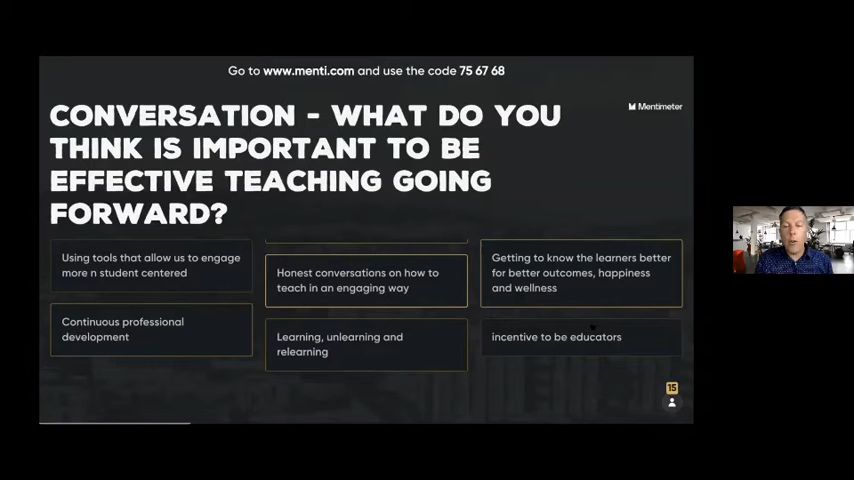 Go to www.menti.com and use the code 75 67 68
Mentimeter
CONVERSATION - WHAT DO YOU
THINK IS IMPORTANT TO BE
EFFECTIVE TEACHING GOING
FORWARD?
Using tools that allow us to engage
more n student centered
Continuous professional
development
Honest conversations on how to
teach in an engaging way
Learning, unlearning and
relearning
Getting to know the learners better
for better outcomes, happiness
and wellness
incentive to be educators
15